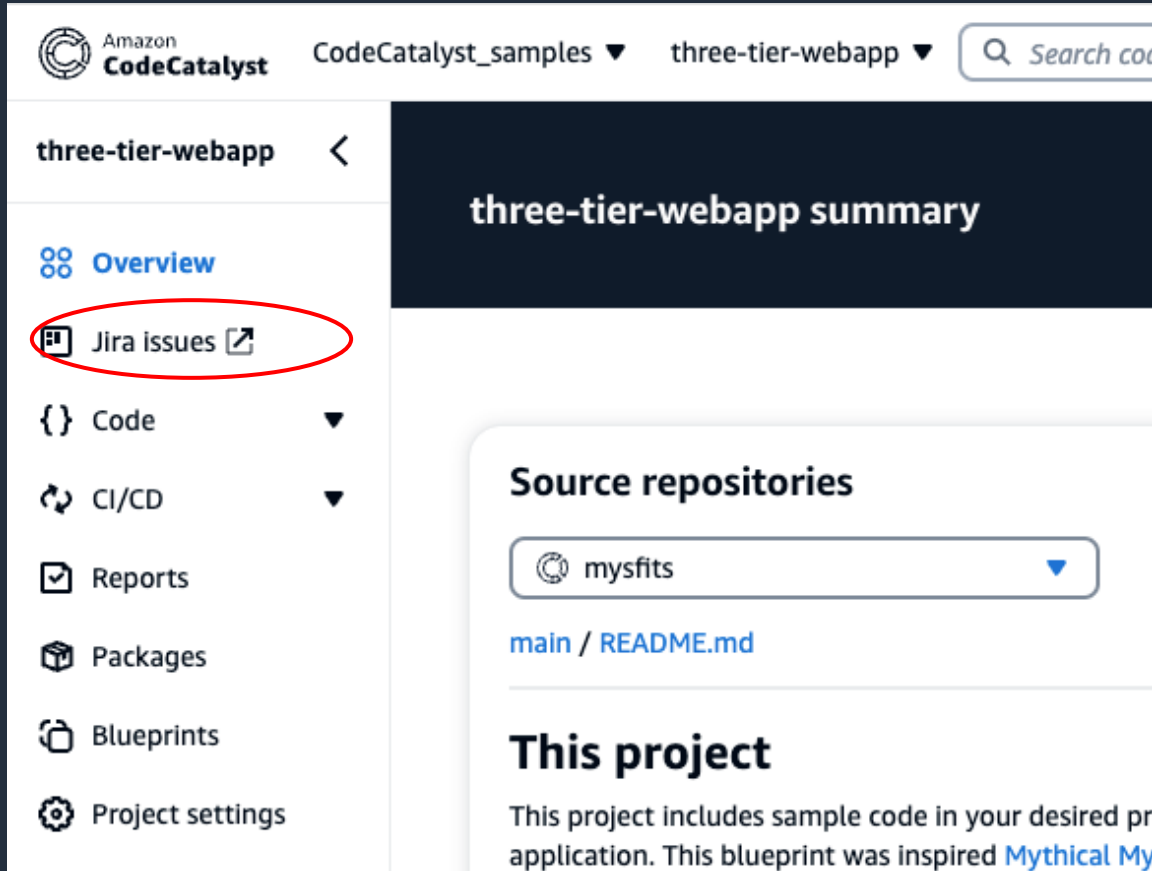 Amazon
CodeCatalyst
CodeCatalyst_samples
three-tier-webapp
Search
three-tier-webapp
three-tier-webapp summary
Overview
Jira issues
Code
CI/CD
Reports
Packages
Blueprints
Project settings
Source repositories
mysfits
main / README.md
This project
This project includes sample code in your desired
application. This blueprint was inspired Mythical